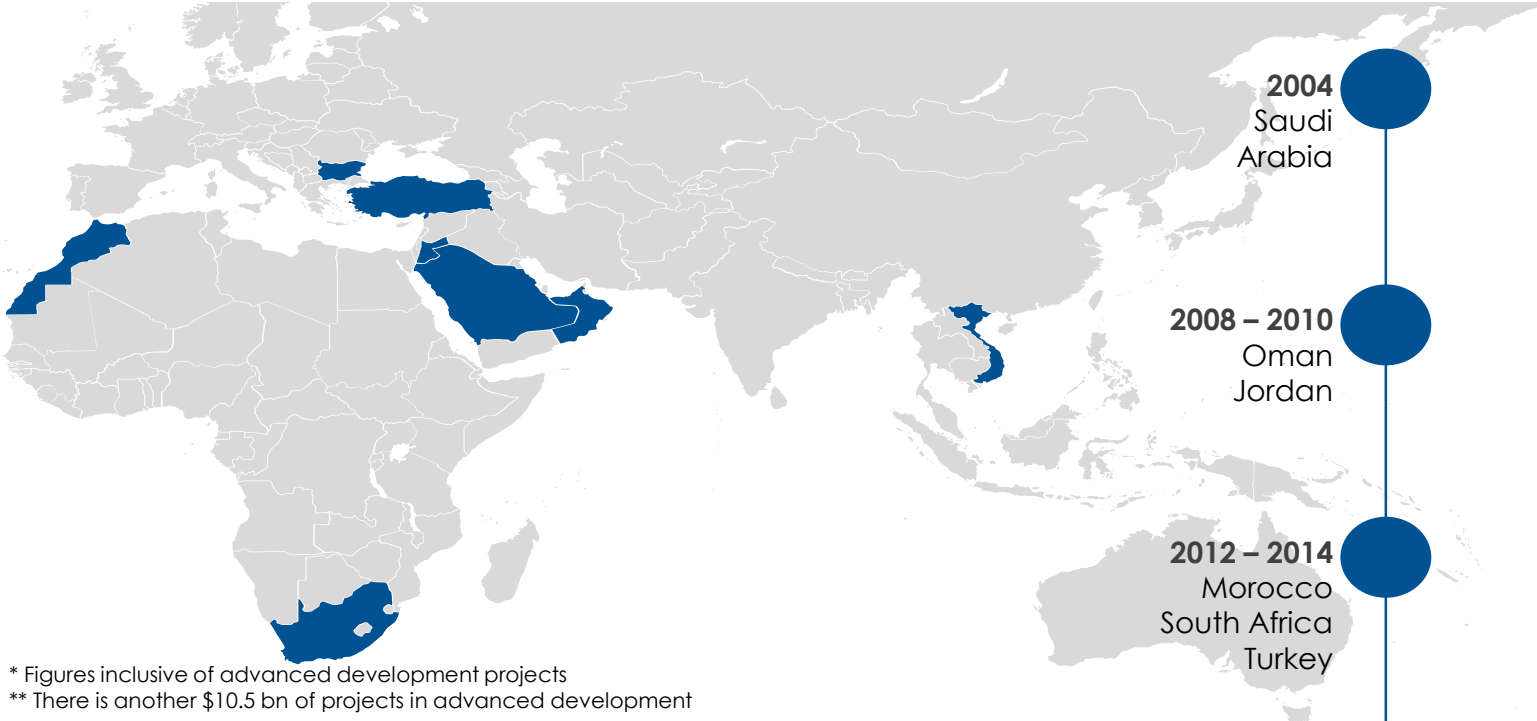 2004
Saudi
Arabia
2008 – 2010
Oman
Jordan
2012 – 2014
Morocco
South Africa
Turkey
* Figures inclusive of advanced development projects
** There is another $10.5 bn of projects in advanced development